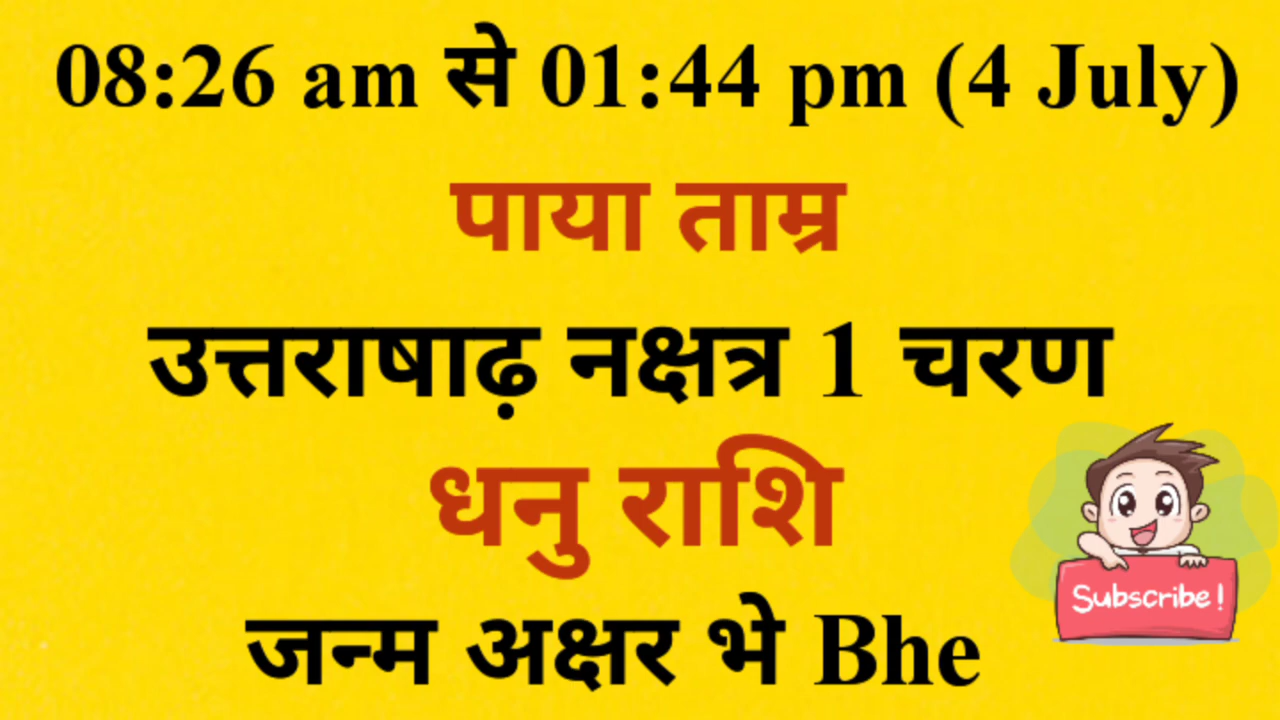 08:26 am से 01:44 pm (4 July)
पाया ताम्र
उत्तराषाढ़ नक्षत्र 1 चरण
धनु राशि
Subscribe!
जन्म अक्षर भे Bhe